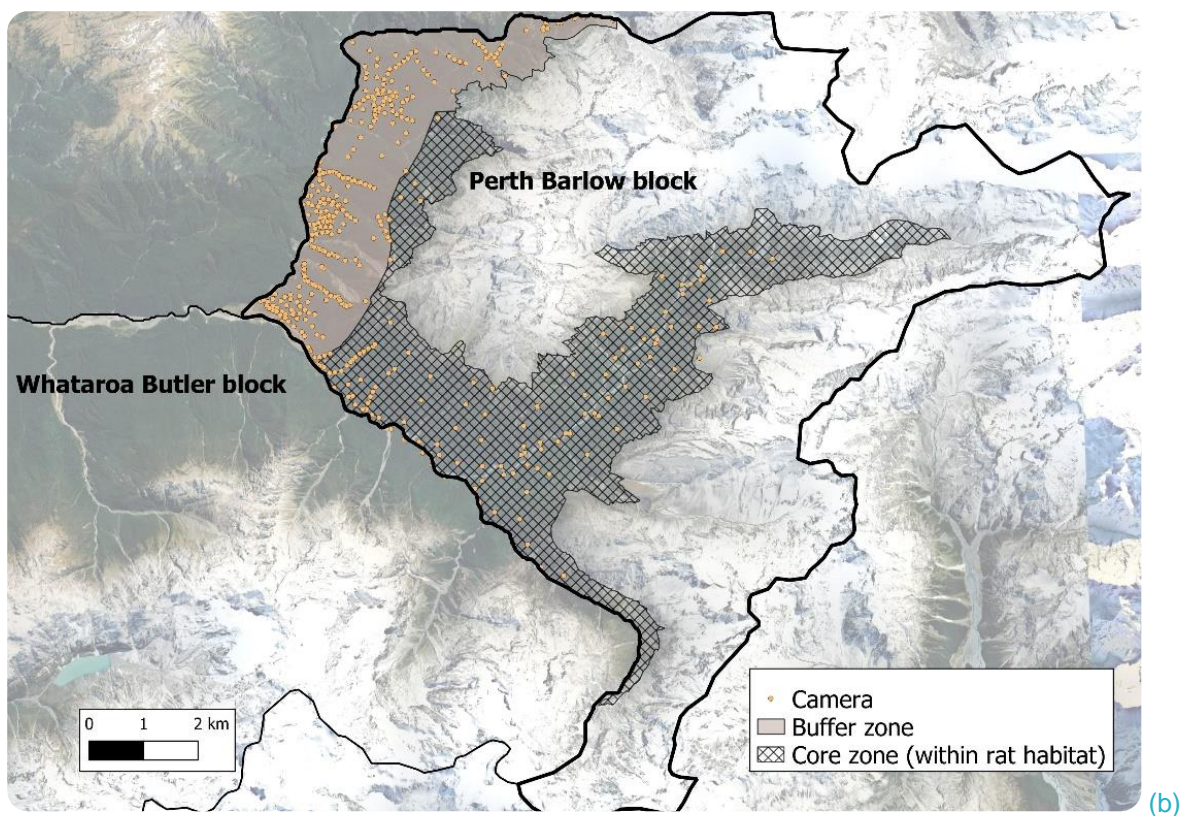 Perth Barlow block
Whataroa Butler block
0 1 2 km
Camera
Buffer zone
Core zone (within rat habitat)
(b)